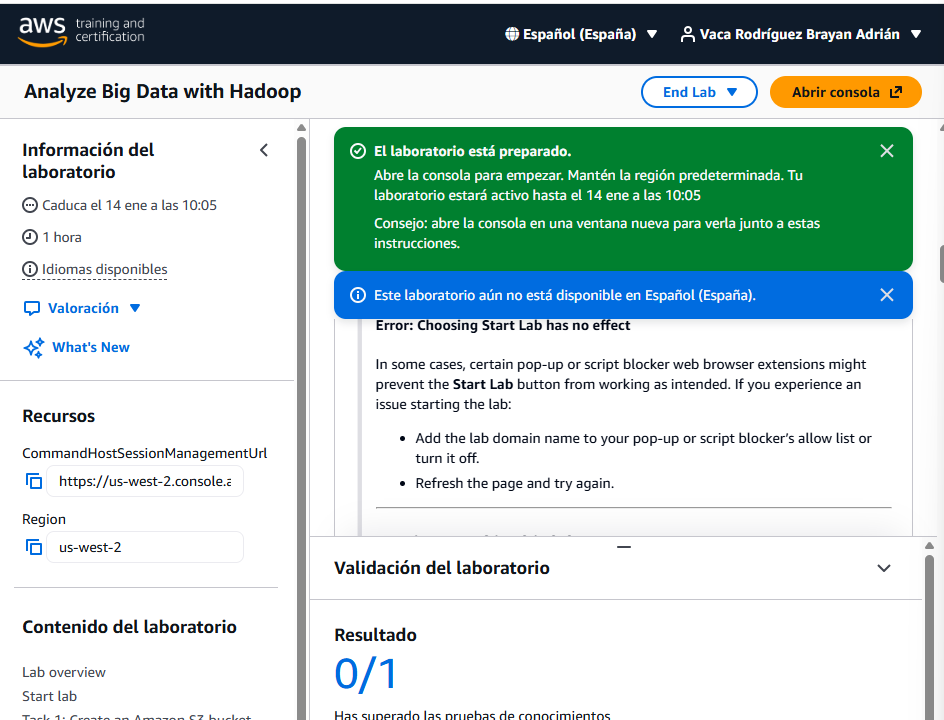 aws training and certification
Español (España)
Vaca Rodríguez Brayan Adrián
Analyze Big Data with Hadoop
End Lab
Abrir consola
Información del
laboratorio
Caduca el 14 ene a las 10:05
1 hora
Idiomas disponibles
Valoración
What's New
Recursos
CommandHostSessionManagementUrl
https://us-west-2.console.a
Region
us-west-2
Contenido del laboratorio
Lab overview
Start lab
Task 1: Create an Amazon S3 bucket
El laboratorio está preparado.
Abre la consola para empezar. Mantén la región predeterminada. Tu
laboratorio estará activo hasta el 14 ene a las 10:05
Consejo: abre la consola en una ventana nueva para verla junto a estas
instrucciones.
Este laboratorio aún no está disponible en Español (España).
Error: Choosing Start Lab has no effect
In some cases, certain pop-up or script blocker web browser extensions might
prevent the Start Lab button from working as intended. If you experience an
issue starting the lab:
• Add the lab domain name to your pop-up or script blocker’s allow list or
turn it off.
• Refresh the page and try again.
Validación del laboratorio
Resultado
0/1
Has superado las pruebas de conocimientos